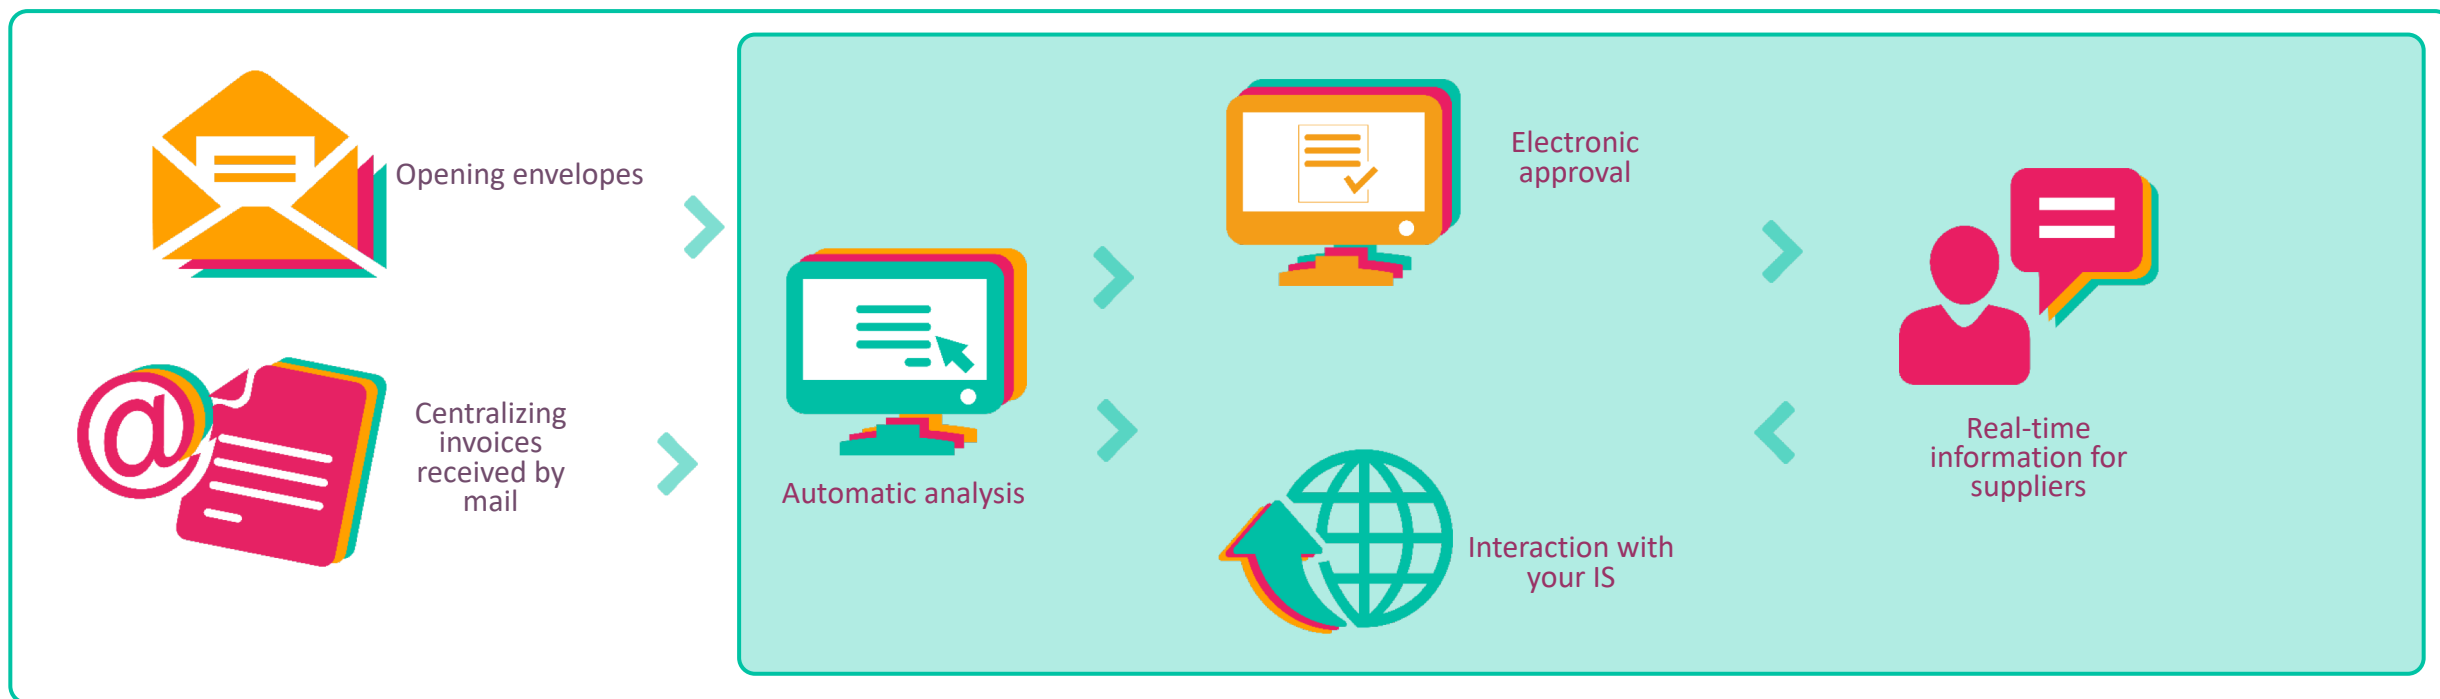 Opening envelopes
Centralizing
invoices
received by
mail
Automatic analysis
Electronic
approval
Interaction with
your IS
Real-time
information for
suppliers